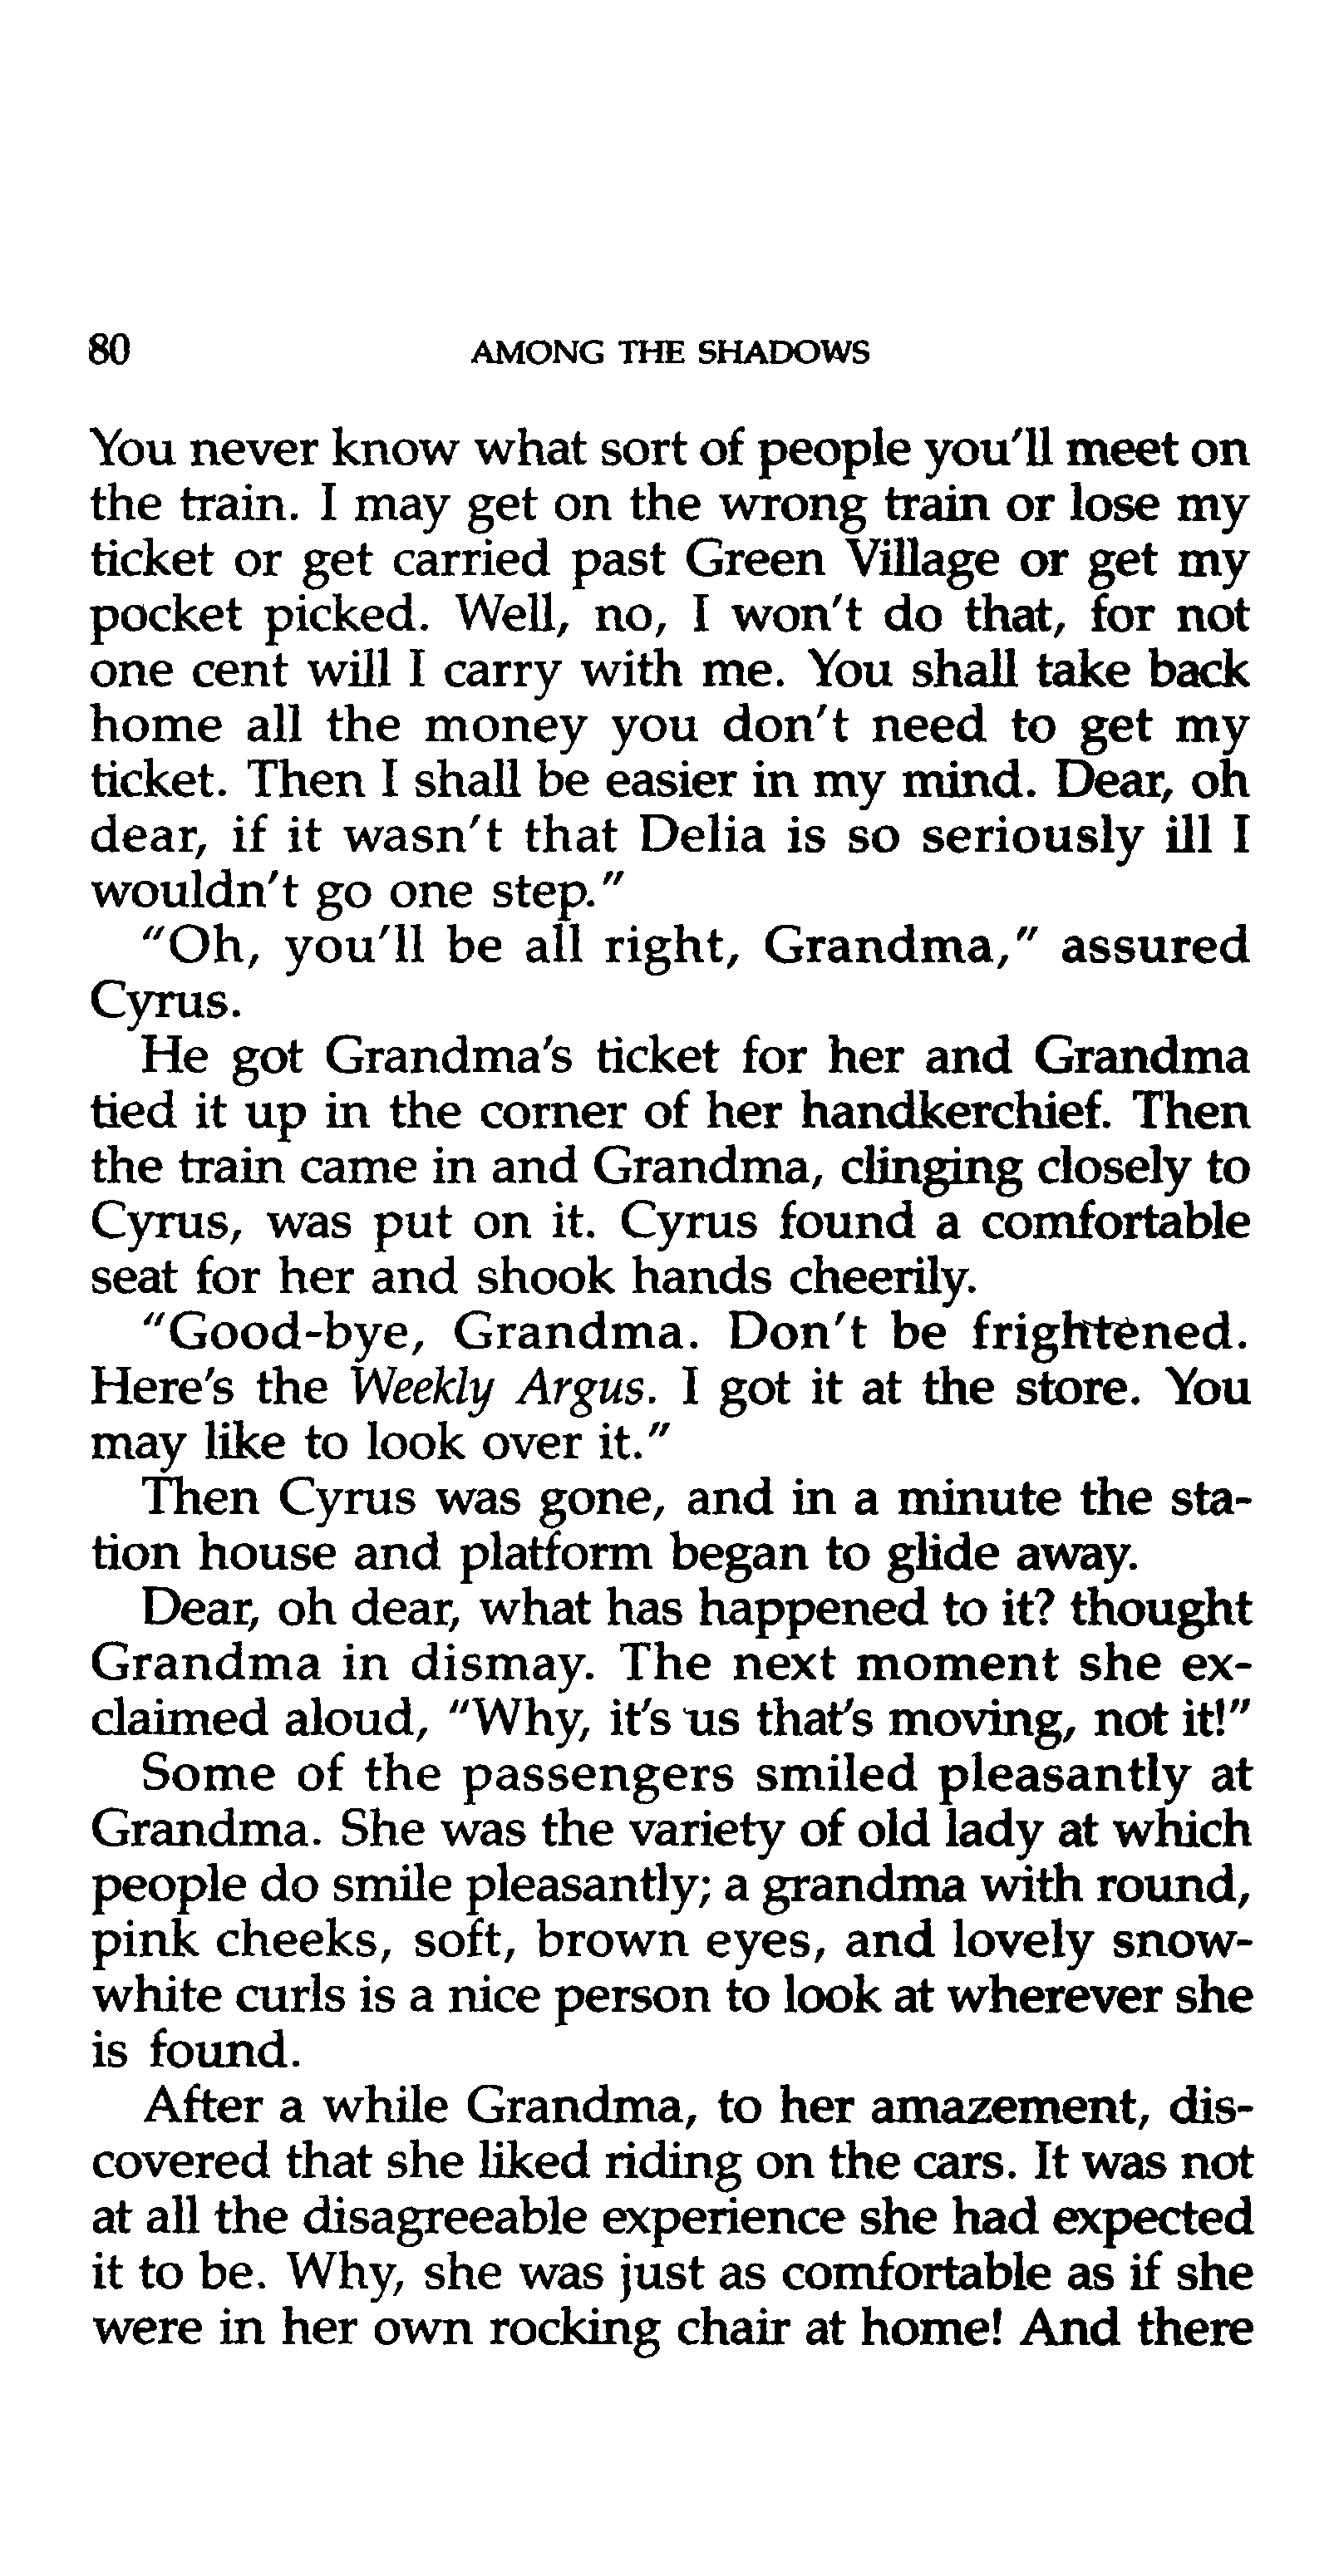 80 AMONG THE SHADOWS
You never know what sort of people you'll meet on
the train. I may get on the wrong train or lose my
ticket or get carried past Green Village or get my
pocket picked. Well, no, I won't do that, for not
one cent will I carry with me. You shall take back
home all the money you don't need to get my
ticket. Then I shall be easier in my mind. Dear, oh
dear, if it wasn't that Delia is so seriously ill I
wouldn't go one step."
"Oh, you'll be all right, Grandma," assured
Cyrus.
He got Grandma's ticket for her and Grandma
tied it up in the corner of her handkerchief. Then
the train came in and Grandma, clinging closely to
Cyrus, was put on it. Cyrus found a comfortable
seat for her and shook hands cheerily.
"Good-bye, Grandma. Don't be frightened.
Here's the Weekly Argus. I got it at the store. You
may like to look over it."
Then Cyrus was gone, and in a minute the sta-
tion house and platform began to glide away.
Dear, oh dear, what has happened to it? thought
Grandma in dismay. The next moment she ex-
claimed aloud, "Why, it's us that's moving, not it!"
Some of the passengers smiled pleasantly at
Grandma. She was the variety of old lady at which
people do smile pleasantly; a grandma with round,
pink cheeks, soft, brown eyes, and lovely snow-
white curls is a nice person to look at wherever she
is found.
After a while Grandma, to her amazement, dis-
covered that she liked riding on the cars. It was not
at all the disagreeable experience she had expected
it to be. Why, she was just as comfortable as if she
were in her own rocking chair at home! And there